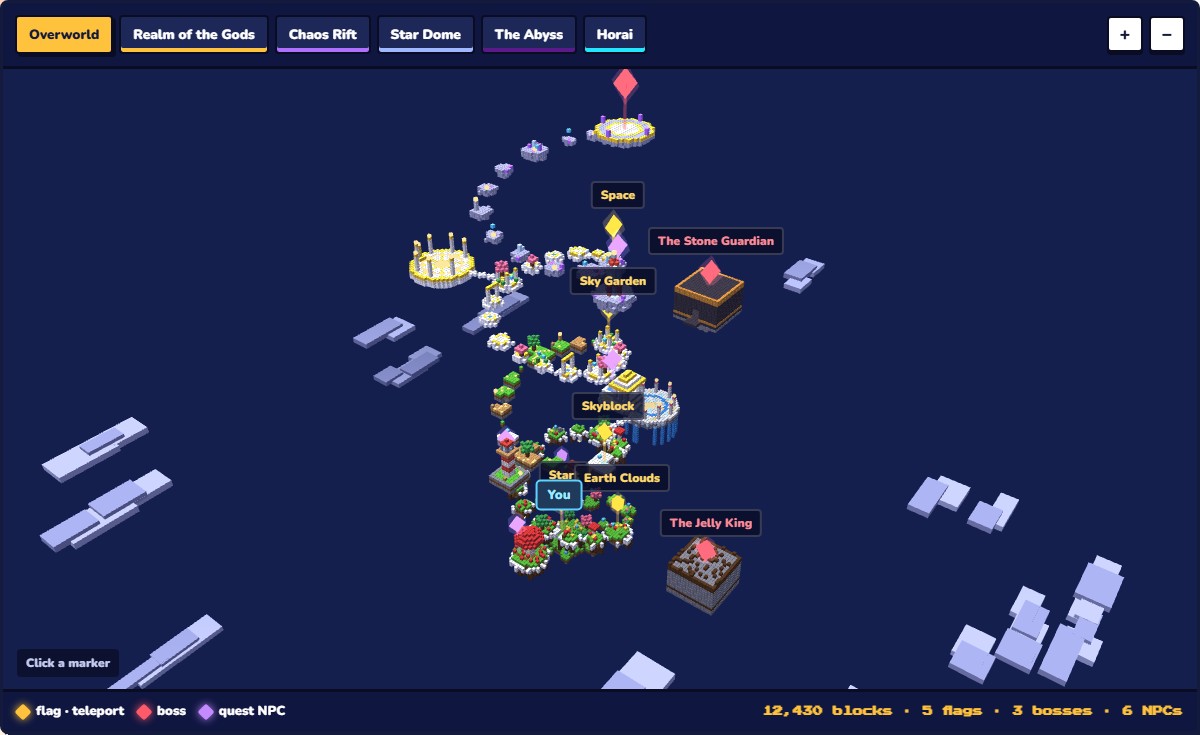 Overworld
Realm of the Gods
Chaos Rift
Star Dome
The Abyss
Horai
+
−
Space
The Stone Guardian
Sky Garden
Skyblock
Star
Earth Clouds
You
The Jelly King
Click a marker
flag · teleport
boss
quest NPC
12,430 blocks · 5 flags · 3 bosses · 6 NPCs